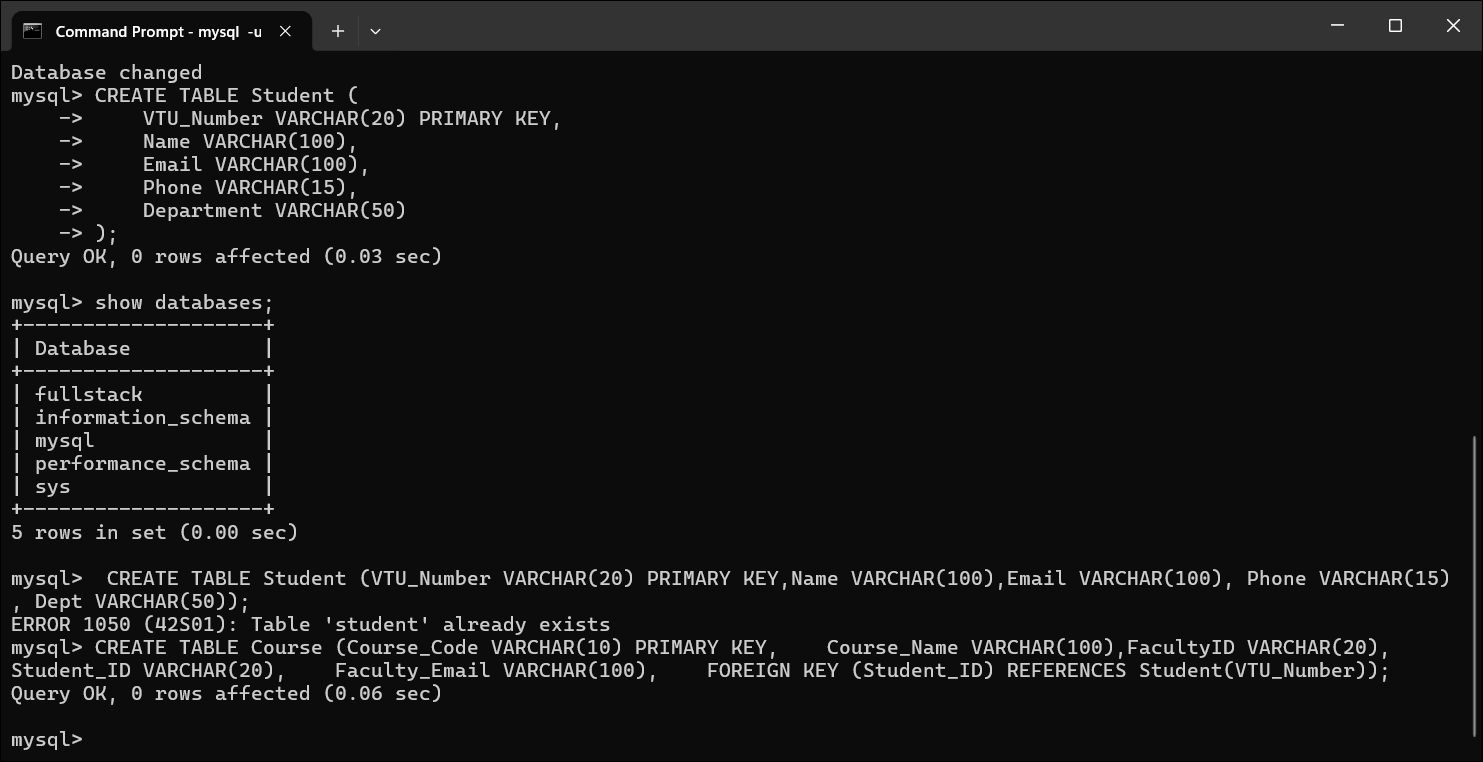 Command Prompt - mysql  -u
Database changed
mysql> CREATE TABLE Student (
    ->     VTU_Number VARCHAR(20) PRIMARY KEY,
    ->     Name VARCHAR(100),
    ->     Email VARCHAR(100),
    ->     Phone VARCHAR(15),
    ->     Department VARCHAR(50)
    -> );
Query OK, 0 rows affected (0.03 sec)

mysql> show databases;
+--------------------+
| Database           |
+--------------------+
| fullstack          |
| information_schema |
| mysql              |
| performance_schema |
| sys                |
+--------------------+
5 rows in set (0.00 sec)

mysql>  CREATE TABLE Student (VTU_Number VARCHAR(20) PRIMARY KEY,Name VARCHAR(100),Email VARCHAR(100), Phone VARCHAR(15)
, Dept VARCHAR(50));
ERROR 1050 (42S01): Table 'student' already exists
mysql> CREATE TABLE Course (Course_Code VARCHAR(10) PRIMARY KEY,    Course_Name VARCHAR(100),FacultyID VARCHAR(20),
Student_ID VARCHAR(20),    Faculty_Email VARCHAR(100),    FOREIGN KEY (Student_ID) REFERENCES Student(VTU_Number));
Query OK, 0 rows affected (0.06 sec)

mysql>